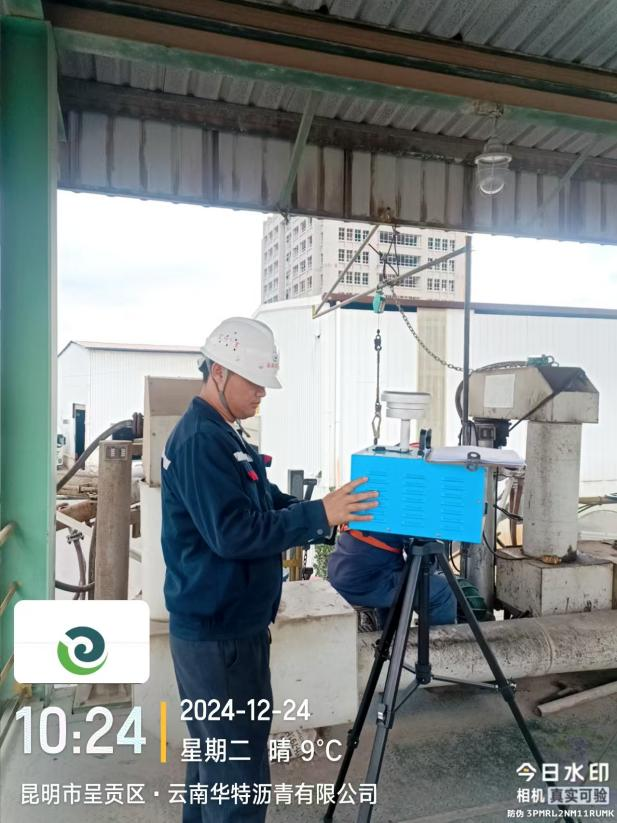 10:24
2024-12-24
星期二 晴 9℃
昆明市呈贡区·云南华特沥青有限公司
今日水印
相机 真实可验
防伪 3PMRL2NM11RUMK